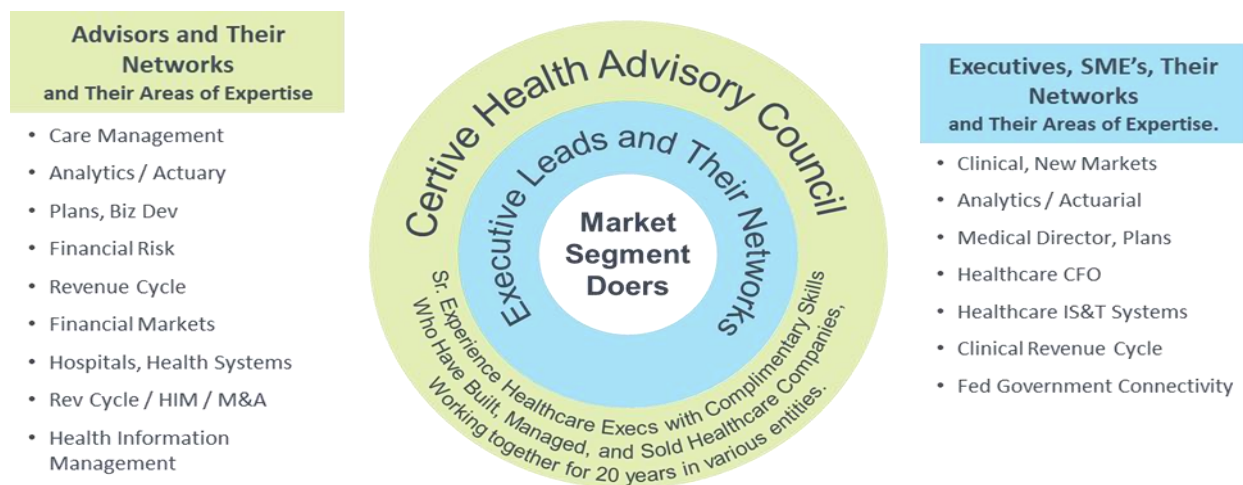 Advisors and Their
Networks
and Their Areas of Expertise
• Care Management
• Analytics / Actuary
• Plans, Biz Dev
• Financial Risk
• Revenue Cycle
• Financial Markets
• Hospitals, Health Systems
• Rev Cycle / HIM / M&A
• Health Information
Management
Certive Health Advisory Council
Executive Leads and Their Networks
Market
Segment
Doers
Sr. Experience Healthcare Execs with Complimentary Skills
Who Have Built, Managed, and Sold Healthcare Companies,
Working together for 20 years in various entities.
Executives, SME's, Their
Networks
and Their Areas of Expertise.
• Clinical, New Markets
• Analytics / Actuarial
• Medical Director, Plans
• Healthcare CFO
• Healthcare IS&T Systems
• Clinical Revenue Cycle
• Fed Government Connectivity